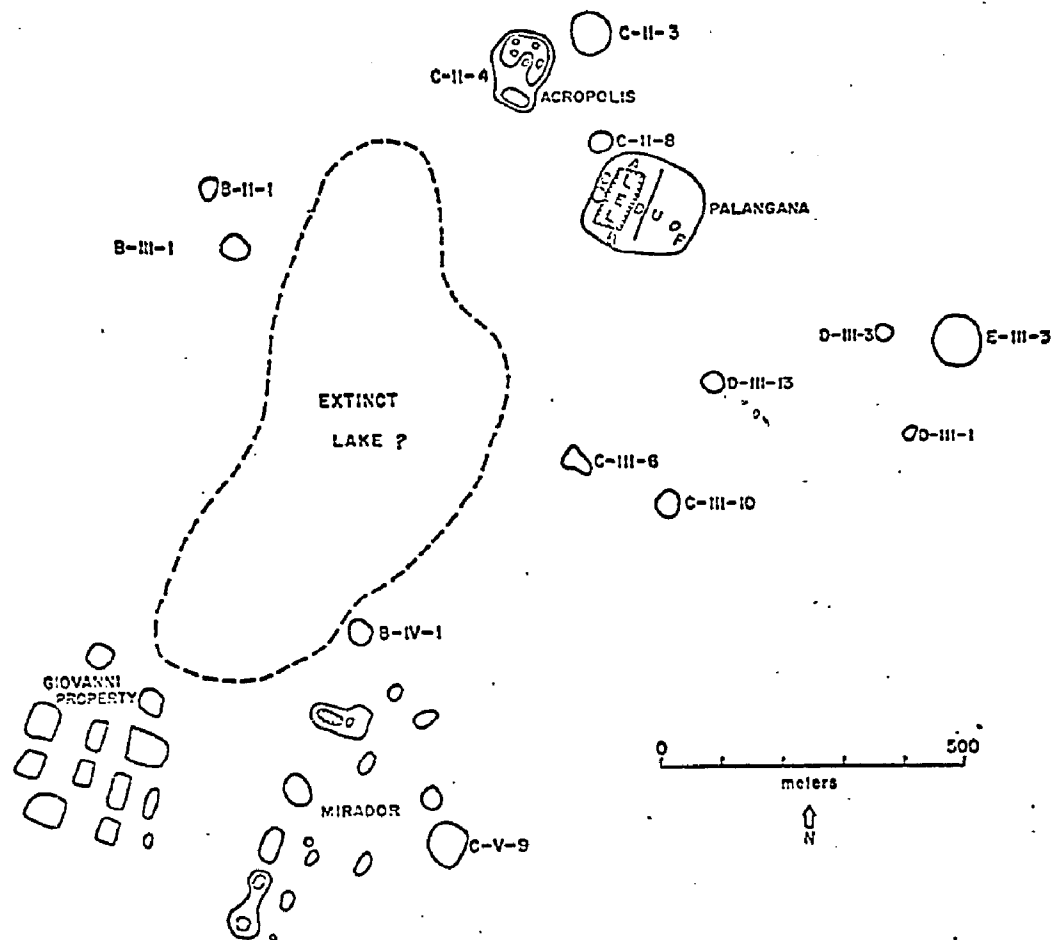 C-II-3
C-II-4
ACROPOLIS
C-II-8
B-II-1
PALANGANA
B-III-1
D-III-3
E-III-3
D-III-13
EXTINCT
LAKE ?
D-III-1
C-III-6
C-III-10
B-IV-1
GIOVANNI
PROPERTY
0 500
meters
N
MIRADOR
C-V-9